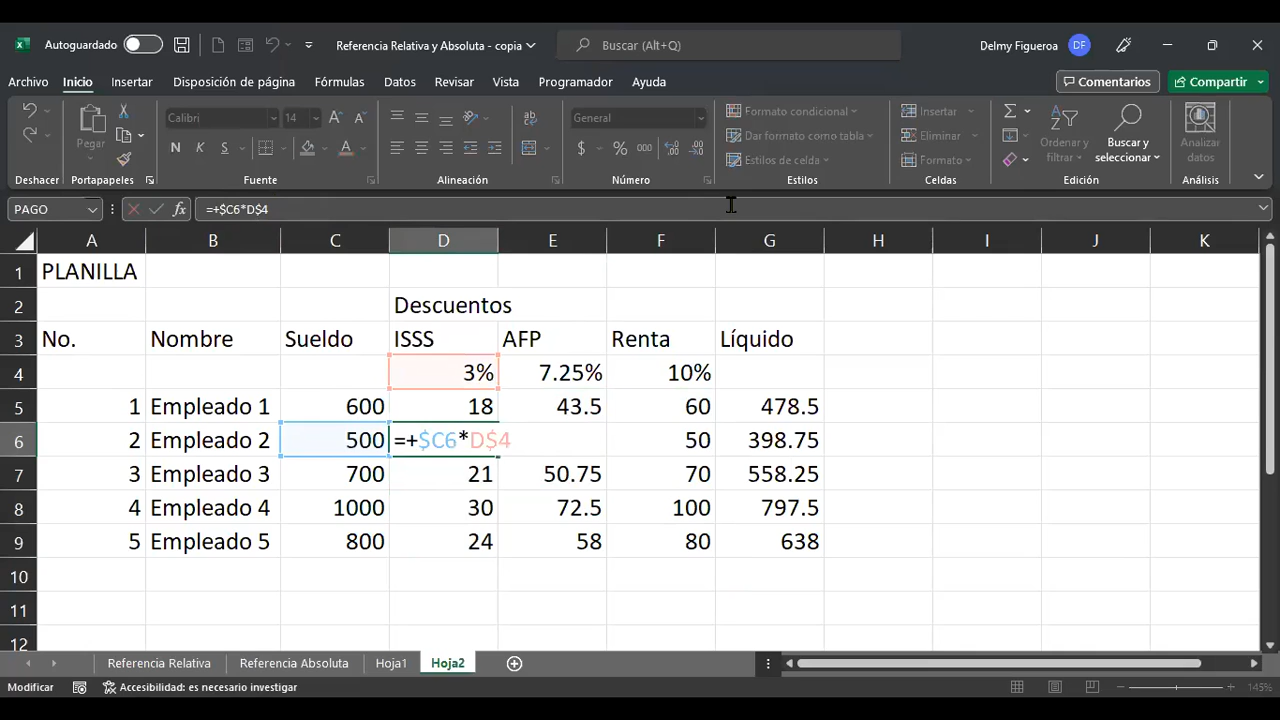 Autoguardado Referencia Relativa y Absoluta - copia Buscar (Alt+Q) Delmy Figueroa DF
Archivo Inicio Insertar Disposición de página Fórmulas Datos Revisar Vista Programador Ayuda Comentarios Compartir
Pegar
Calibri 14
N K S
General
$ % 000
Formato condicional
Dar formato como tabla
Estilos de celda
Insertar
Eliminar
Formato
Ordenar y filtrar
Buscar y seleccionar
Analizar datos
Deshacer Portapapeles Fuente Alineación Número Estilos Celdas Edición Análisis
PAGO fx =+$C6*D$4
A B C D E F G H I J K
1 PLANILLA
2 Descuentos
3 No. Nombre Sueldo ISSS AFP Renta Líquido
4 3% 7.25% 10%
5 1 Empleado 1 600 18 43.5 60 478.5
6 2 Empleado 2 500 =+$C6*D$4 50 398.75
7 3 Empleado 3 700 21 50.75 70 558.25
8 4 Empleado 4 1000 30 72.5 100 797.5
9 5 Empleado 5 800 24 58 80 638
10
11
12
Referencia Relativa Referencia Absoluta Hoja1 Hoja2
Modificar Accesibilidad: es necesario investigar 145%